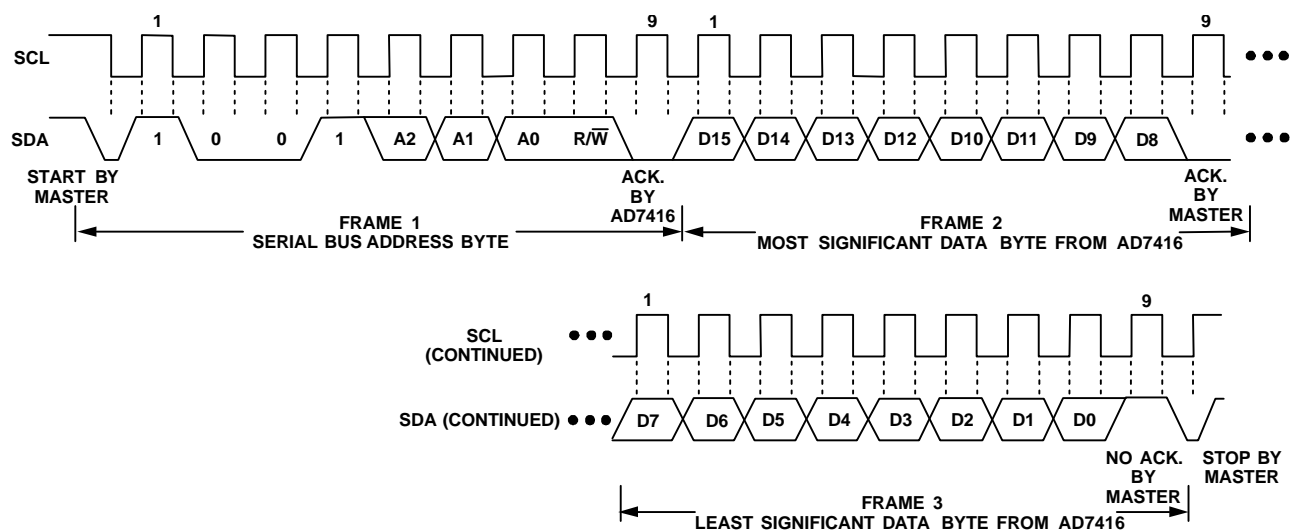 1 9 1 9
SCL
SDA 1 0 0 1 A2 A1 A0 R/W̅ D15 D14 D13 D12 D10 D11 D9 D8
START BY
MASTER
ACK.
BY
AD7416
ACK.
BY
MASTER
FRAME 1
SERIAL BUS ADDRESS BYTE
FRAME 2
MOST SIGNIFICANT DATA BYTE FROM AD7416
1 9
SCL
(CONTINUED)
SDA (CONTINUED) D7 D6 D5 D4 D3 D2 D1 D0
NO ACK.
BY
MASTER
STOP BY
MASTER
FRAME 3
LEAST SIGNIFICANT DATA BYTE FROM AD7416